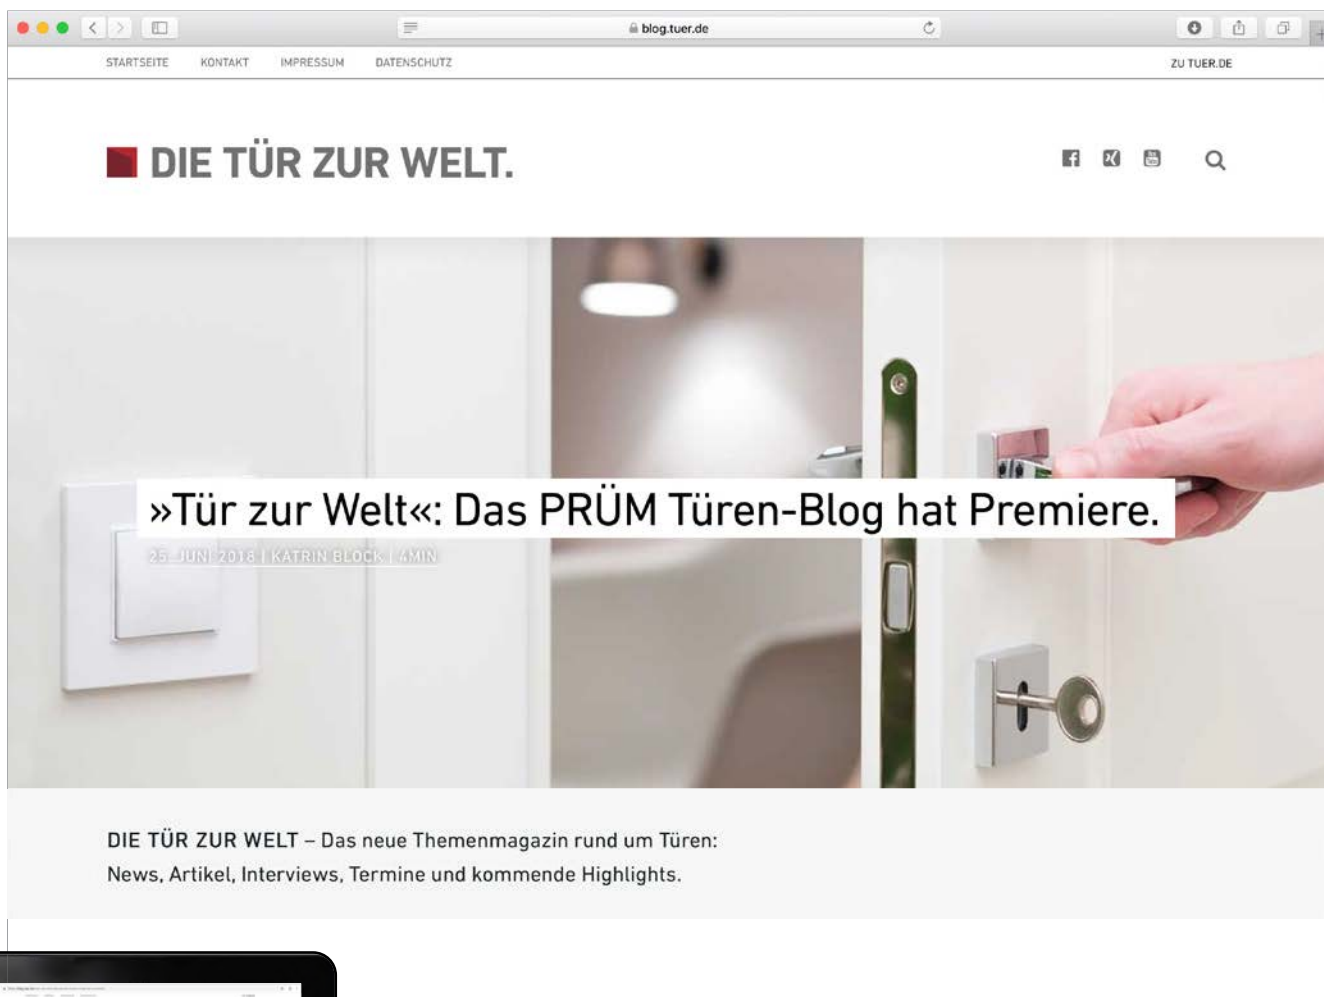 blog.tuer.de
STARTSEITE KONTAKT IMPRESSUM DATENSCHUTZ ZU TUER.DE
DIE TÜR ZUR WELT.
»Tür zur Welt«: Das PRÜM Türen-Blog hat Premiere.
25. JUNI 2018 | KATRIN BLOCK | 4MIN
DIE TÜR ZUR WELT – Das neue Themenmagazin rund um Türen:
News, Artikel, Interviews, Termine und kommende Highlights.